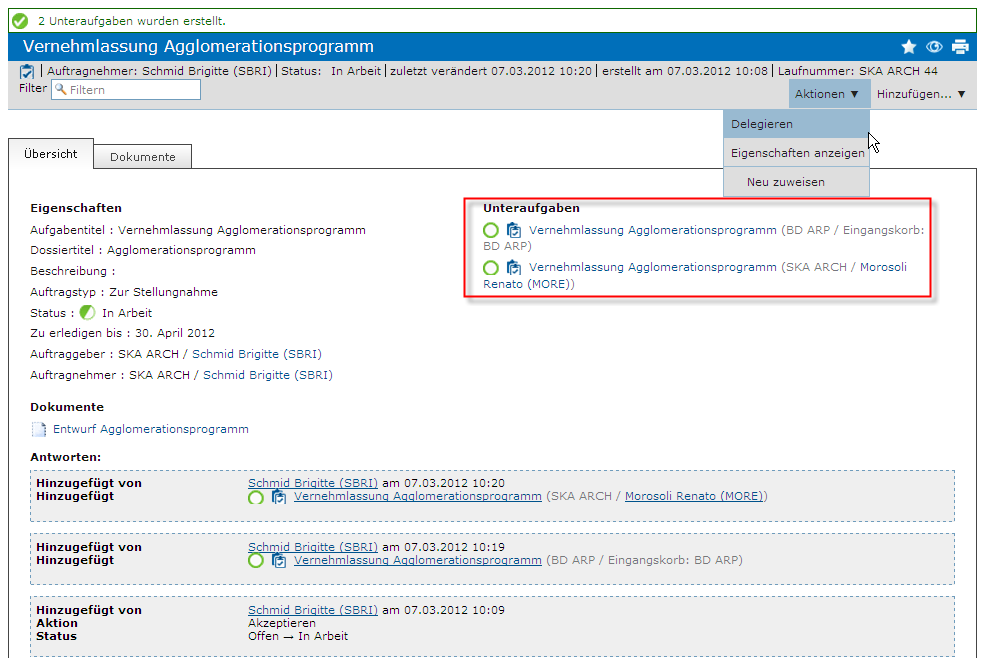 2 Unteraufgaben wurden erstellt.
Vernehmlassung Agglomerationsprogramm
Auftragnehmer: Schmid Brigitte (SBRI) | Status: In Arbeit | zuletzt verändert 07.03.2012 10:20 | erstellt am 07.03.2012 10:08 | Laufnummer: SKA ARCH 44
Filter Filtern
Aktionen ▼ Hinzufügen... ▼
Delegieren
Eigenschaften anzeigen
Neu zuweisen
Übersicht Dokumente
Eigenschaften
Aufgabentitel : Vernehmlassung Agglomerationsprogramm
Dossiertitel : Agglomerationsprogramm
Beschreibung :
Auftragstyp : Zur Stellungnahme
Status : In Arbeit
Zu erledigen bis : 30. April 2012
Auftraggeber : SKA ARCH / Schmid Brigitte (SBRI)
Auftragnehmer : SKA ARCH / Schmid Brigitte (SBRI)
Unteraufgaben
Vernehmlassung Agglomerationsprogramm (BD ARP / Eingangskorb:
BD ARP)
Vernehmlassung Agglomerationsprogramm (SKA ARCH / Morosoli
Renato (MORE))
Dokumente
Entwurf Agglomerationsprogramm
Antworten:
Hinzugefügt von Schmid Brigitte (SBRI) am 07.03.2012 10:20
Hinzugefügt Vernehmlassung Agglomerationsprogramm (SKA ARCH / Morosoli Renato (MORE))
Hinzugefügt von Schmid Brigitte (SBRI) am 07.03.2012 10:19
Hinzugefügt Vernehmlassung Agglomerationsprogramm (BD ARP / Eingangskorb: BD ARP)
Hinzugefügt von Schmid Brigitte (SBRI) am 07.03.2012 10:09
Aktion Akzeptieren
Status Offen → In Arbeit